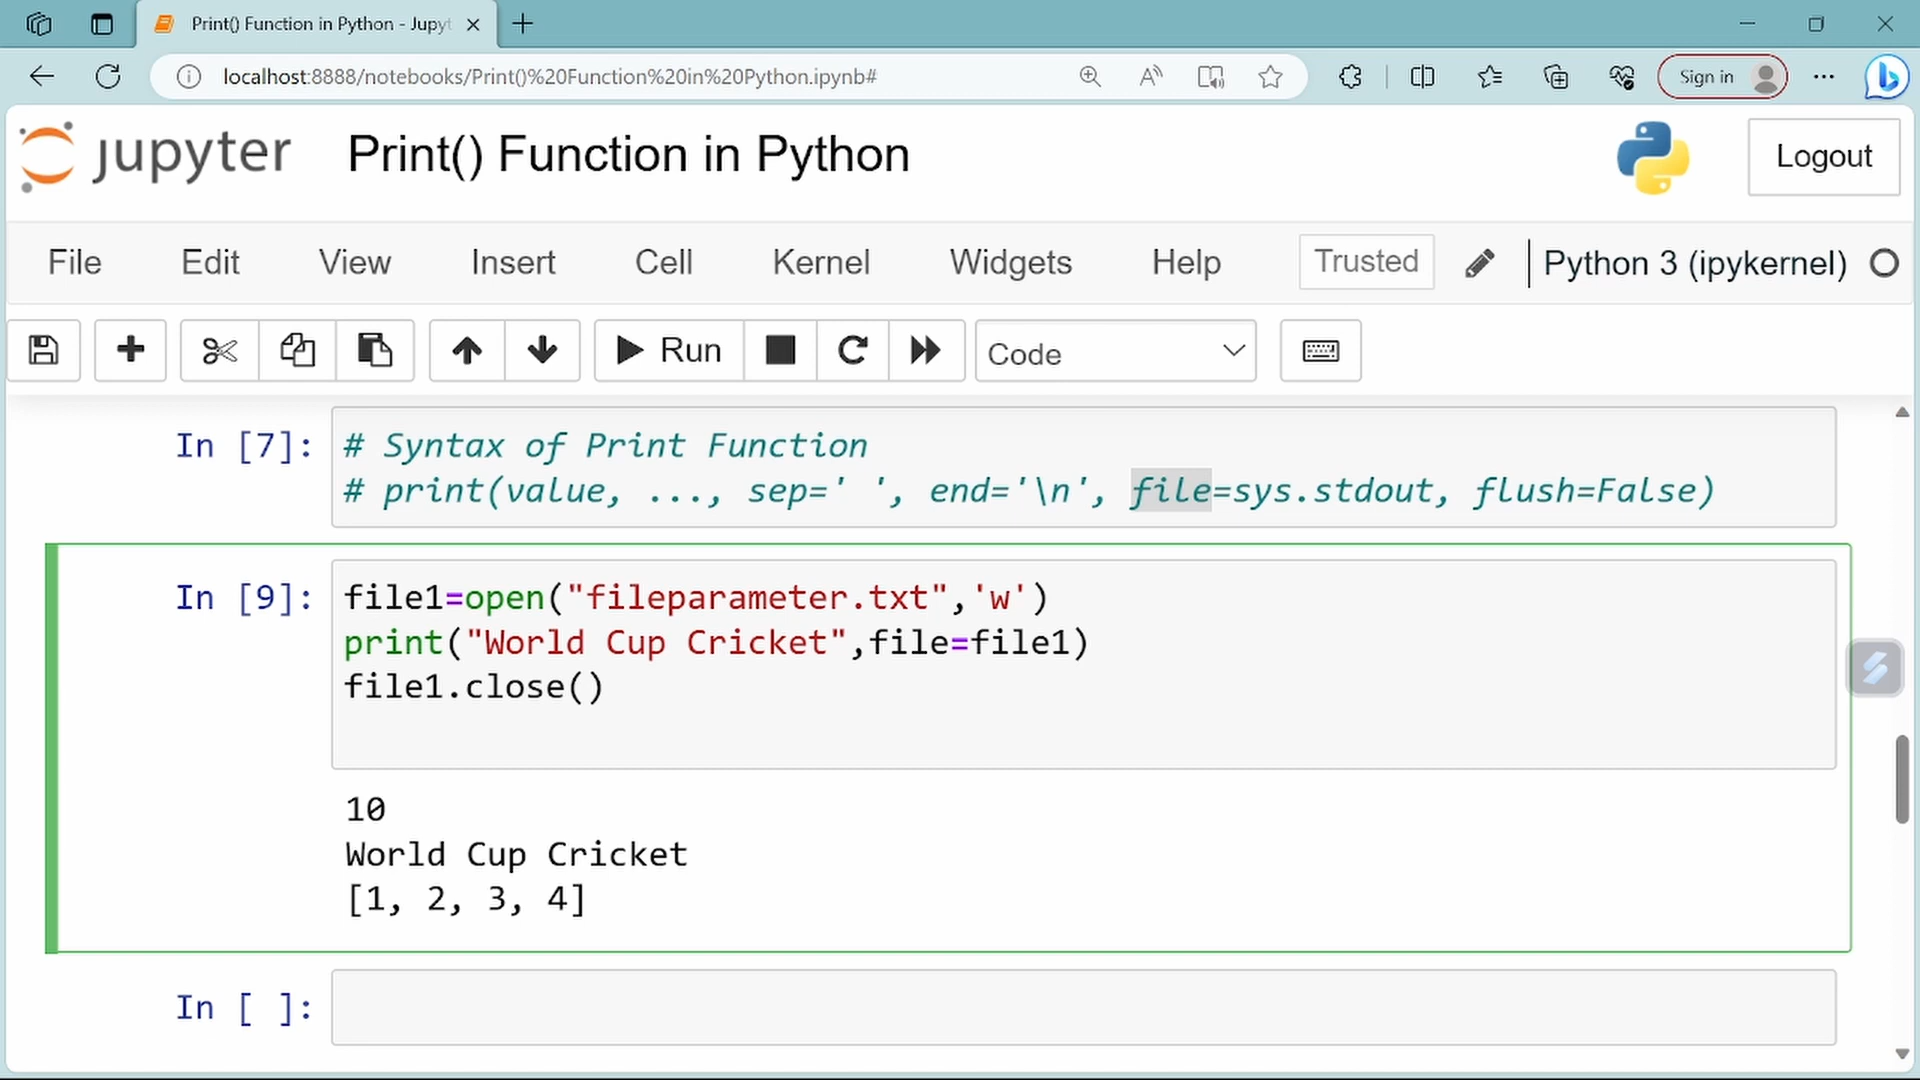 Print() Function in Python - Jupyt
localhost:8888/notebooks/Print()%20Function%20in%20Python.ipynb#
Sign in
jupyter
Print() Function in Python
Logout
File Edit View Insert Cell Kernel Widgets Help Trusted Python 3 (ipykernel)
Run Code
In [7]:
# Syntax of Print Function
# print(value, ..., sep=' ', end='\n', file=sys.stdout, flush=False)
In [9]:
file1=open("fileparameter.txt",'w')
print("World Cup Cricket",file=file1)
file1.close()
10
World Cup Cricket
[1, 2, 3, 4]
In [ ]: